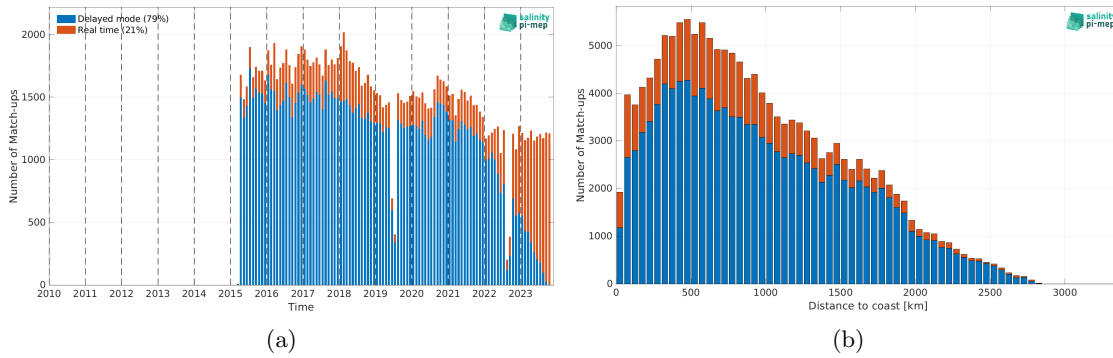 Delayed mode (79%)
Real time (21%)
salinity
pi-mep
Number of Match-ups
2000
1500
1000
500
0
2010 2011 2012 2013 2014 2015 2016 2017 2018 2019 2020 2021 2022 2023
Time
(a)
salinity
pi-mep
Number of Match-ups
5000
4000
3000
2000
1000
0
0 500 1000 1500 2000 2500 3000
Distance to coast [km]
(b)